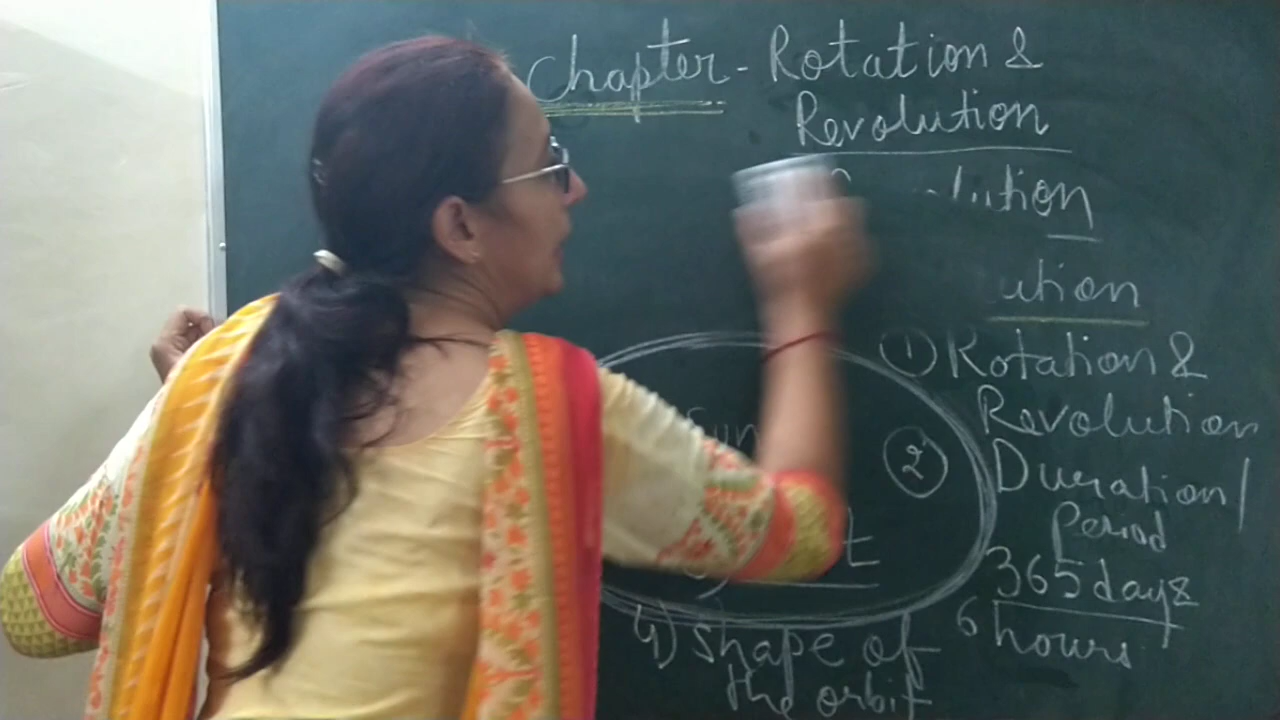 Chapter - Rotation &
Revolution
lution
ution
① Rotation &
Revolution
Sun
② Duration/
Period
365 days
6 hours
4) shape of
the orbit